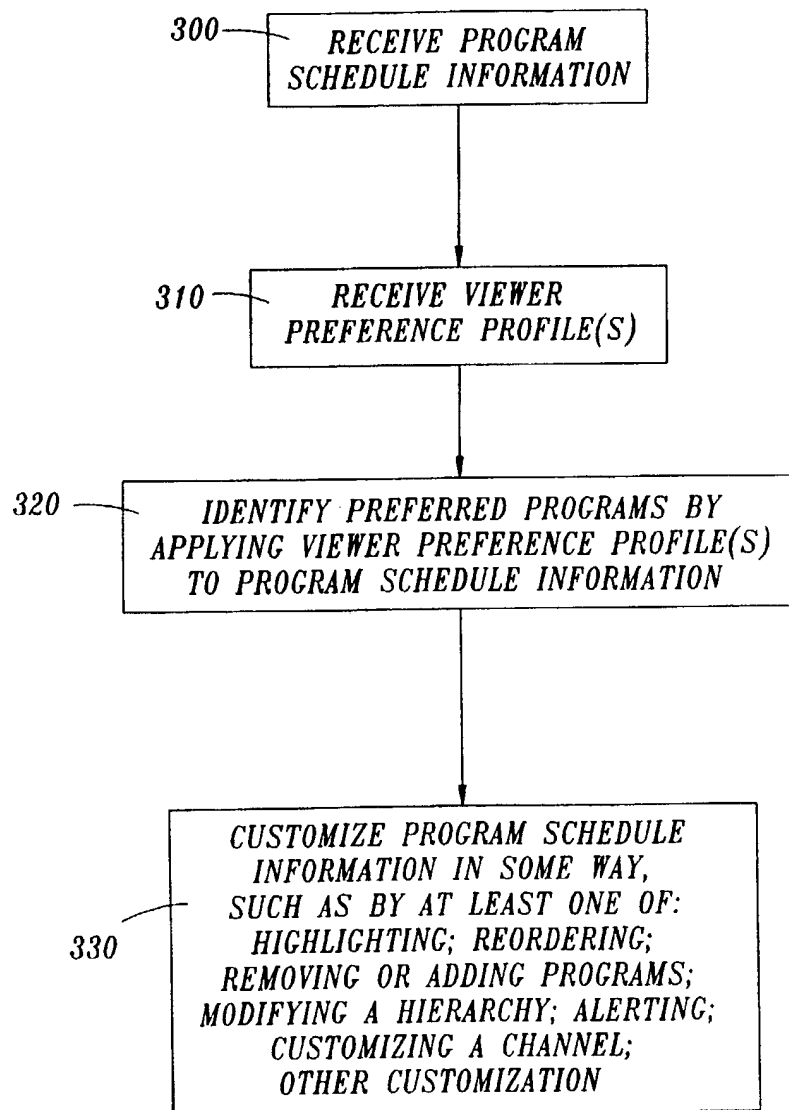 300
RECEIVE PROGRAM
SCHEDULE INFORMATION
310
RECEIVE VIEWER
PREFERENCE PROFILE(S)
320
IDENTIFY PREFERRED PROGRAMS BY
APPLYING VIEWER PREFERENCE PROFILE(S)
TO PROGRAM SCHEDULE INFORMATION
330
CUSTOMIZE PROGRAM SCHEDULE
INFORMATION IN SOME WAY,
SUCH AS BY AT LEAST ONE OF:
HIGHLIGHTING; REORDERING;
REMOVING OR ADDING PROGRAMS;
MODIFYING A HIERARCHY; ALERTING;
CUSTOMIZING A CHANNEL;
OTHER CUSTOMIZATION